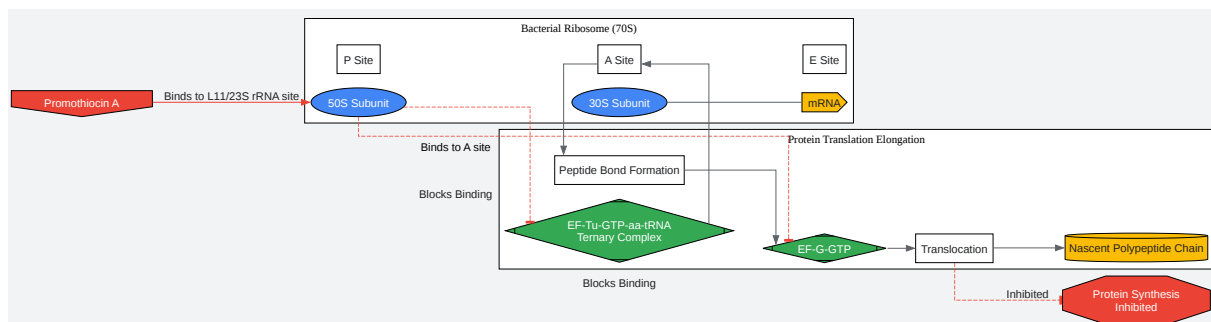 Bacterial Ribosome (70S)
P Site
A Site
E Site
Promothiocin A
Binds to L11/23S rRNA site
50S Subunit
30S Subunit
mRNA
Protein Translation Elongation
Binds to A site
Peptide Bond Formation
Blocks Binding
EF-Tu-GTP-aa-tRNA
Ternary Complex
EF-G-GTP
Translocation
Nascent Polypeptide Chain
Blocks Binding
Inhibited
Protein Synthesis
Inhibited